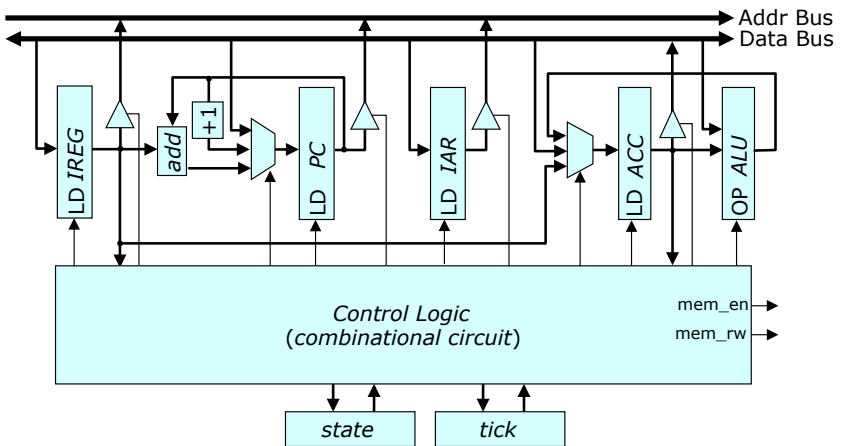 Addr Bus
Data Bus
LD IREG
add
+1
LD PC
LD IAR
LD ACC
OP ALU
Control Logic
(combinational circuit)
mem_en
mem_rw
state
tick